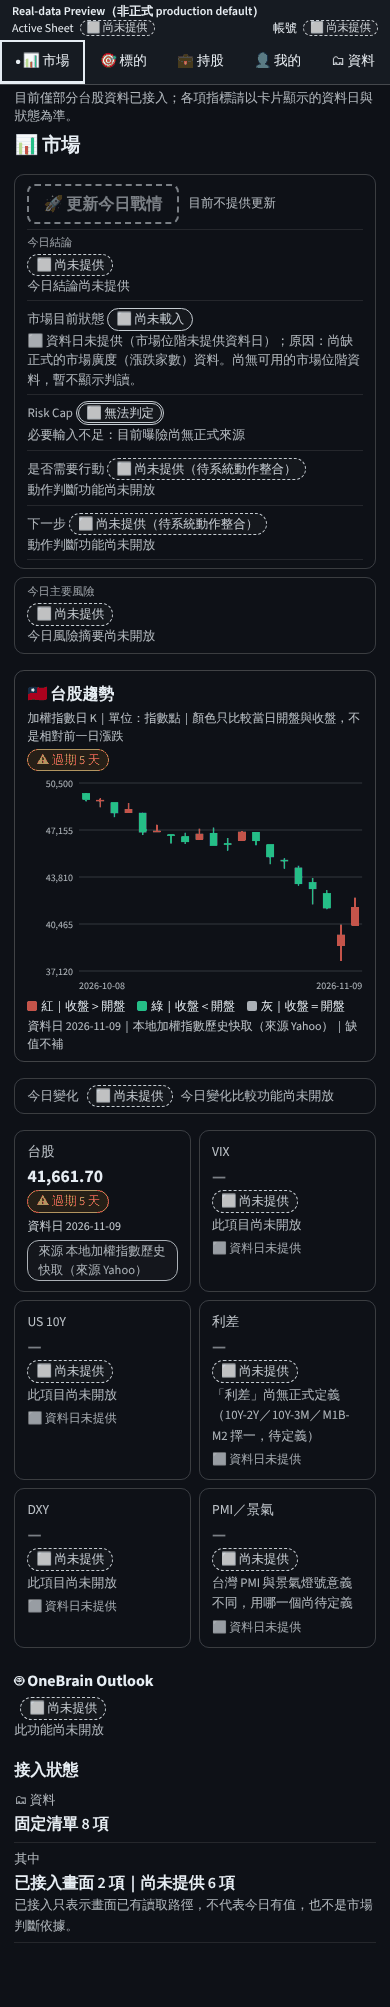 Real-data Preview（非正式 production default）
Active Sheet 尚未提供 帳號 尚未提供
市場 標的 持股 我的 資料
目前僅部分台股資料已接入；各項指標請以卡片顯示的資料日與
狀態為準。
市場
更新今日戰情 目前不提供更新
今日結論
尚未提供
今日結論尚未提供
市場目前狀態 尚未載入
資料日未提供（市場位階未提供資料日）；原因：尚缺
正式的市場廣度（漲跌家數）資料。尚無可用的市場位階資
料，暫不顯示判讀。
Risk Cap 無法判定
必要輸入不足：目前曝險尚無正式來源
是否需要行動 尚未提供（待系統動作整合）
動作判斷功能尚未開放
下一步 尚未提供（待系統動作整合）
動作判斷功能尚未開放
今日主要風險
尚未提供
今日風險摘要尚未開放
台股趨勢
加權指數日 K｜單位：指數點｜顏色只比較當日開盤與收盤，不
是相對前一日漲跌
過期 5 天
50,500
47,155
43,810
40,465
37,120
2026-10-08 2026-11-09
紅｜收盤＞開盤 綠｜收盤＜開盤 灰｜收盤＝開盤
資料日 2026-11-09｜本地加權指數歷史快取（來源 Yahoo）｜缺
值不補
今日變化 尚未提供 今日變化比較功能尚未開放
台股
41,661.70
過期 5 天
資料日 2026-11-09
來源 本地加權指數歷史
快取（來源 Yahoo）
VIX
—
尚未提供
此項目尚未開放
資料日未提供
US 10Y
—
尚未提供
此項目尚未開放
資料日未提供
利差
—
尚未提供
「利差」尚無正式定義
（10Y-2Y／10Y-3M／M1B-
M2 擇一，待定義）
資料日未提供
DXY
—
尚未提供
此項目尚未開放
資料日未提供
PMI／景氣
—
尚未提供
台灣 PMI 與景氣燈號意義
不同，用哪一個尚待定義
資料日未提供
OneBrain Outlook
尚未提供
此功能尚未開放
接入狀態
資料
固定清單 8 項
其中
已接入畫面 2 項｜尚未提供 6 項
已接入只表示畫面已有讀取路徑，不代表今日有值，也不是市場
判斷依據。